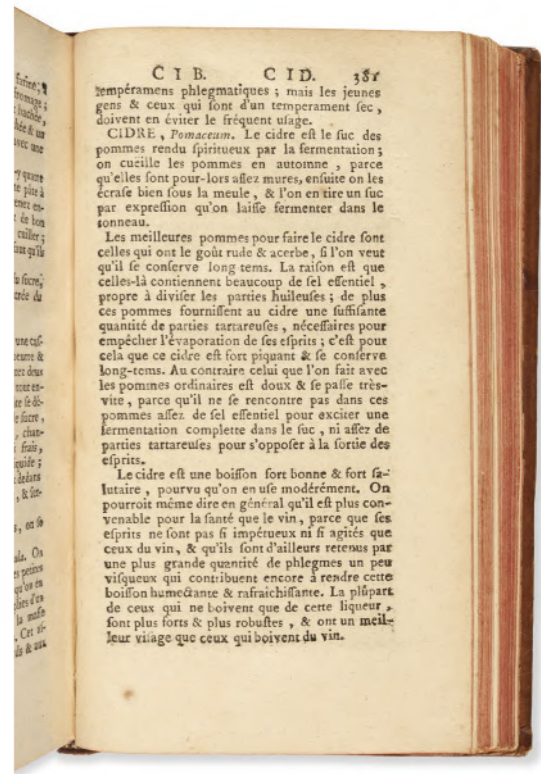 CIB. CID. 381
tempéramens phlegmatiques ; mais les jeunes
gens & ceux qui sont d'un temperament sec,
doivent en éviter le fréquent usage.
CIDRE, Pomaceum. Le cidre est le suc des
pommes rendu spiritueux par la fermentation ;
on cueille les pommes en automne, parce
qu'elles sont pour-lors assez mures, ensuite on les
écrase bien sous la meule, & l'on en tire un suc
par expression qu'on laisse fermenter dans le
tonneau.
Les meilleures pommes pour faire le cidre sont
celles qui ont le goût rude & acerbe, si l'on veut
qu'il se conserve long tems. La raison est que
celles-là contiennent beaucoup de sel essentiel,
propre à diviser les parties huileuses ; de plus
ces pommes fournissent au cidre une suffisante
quantité de parties tartareuses, nécessaires pour
empêcher l'évaporation de ses esprits ; c'est pour
cela que ce cidre est fort piquant & se conserve
long-tems. Au contraire celui que l'on fait avec
les pommes ordinaires est doux & se passe très-
vite, parce qu'il ne se rencontre pas dans ces
pommes assez de sel essentiel pour exciter une
fermentation complette dans le suc, ni assez de
parties tartareuses pour s'opposer à la sortie des
esprits.
Le cidre est une boisson fort bonne & fort sa-
lutaire, pourvu qu'on en use modérément. On
pourroit même dire en général qu'il est plus con-
venable pour la santé que le vin, parce que ses
esprits ne sont pas si impétueux ni si agités que
ceux du vin, & qu'ils sont d'ailleurs retenus par
une plus grande quantité de phlegmes un peu
visqueux qui contribuent encore à rendre cette
boisson humectante & rafraichissante. La plûpart
de ceux qui ne boivent que de cette liqueur,
sont plus forts & plus robustes, & ont un meil-
leur visage que ceux qui boivent du vin.